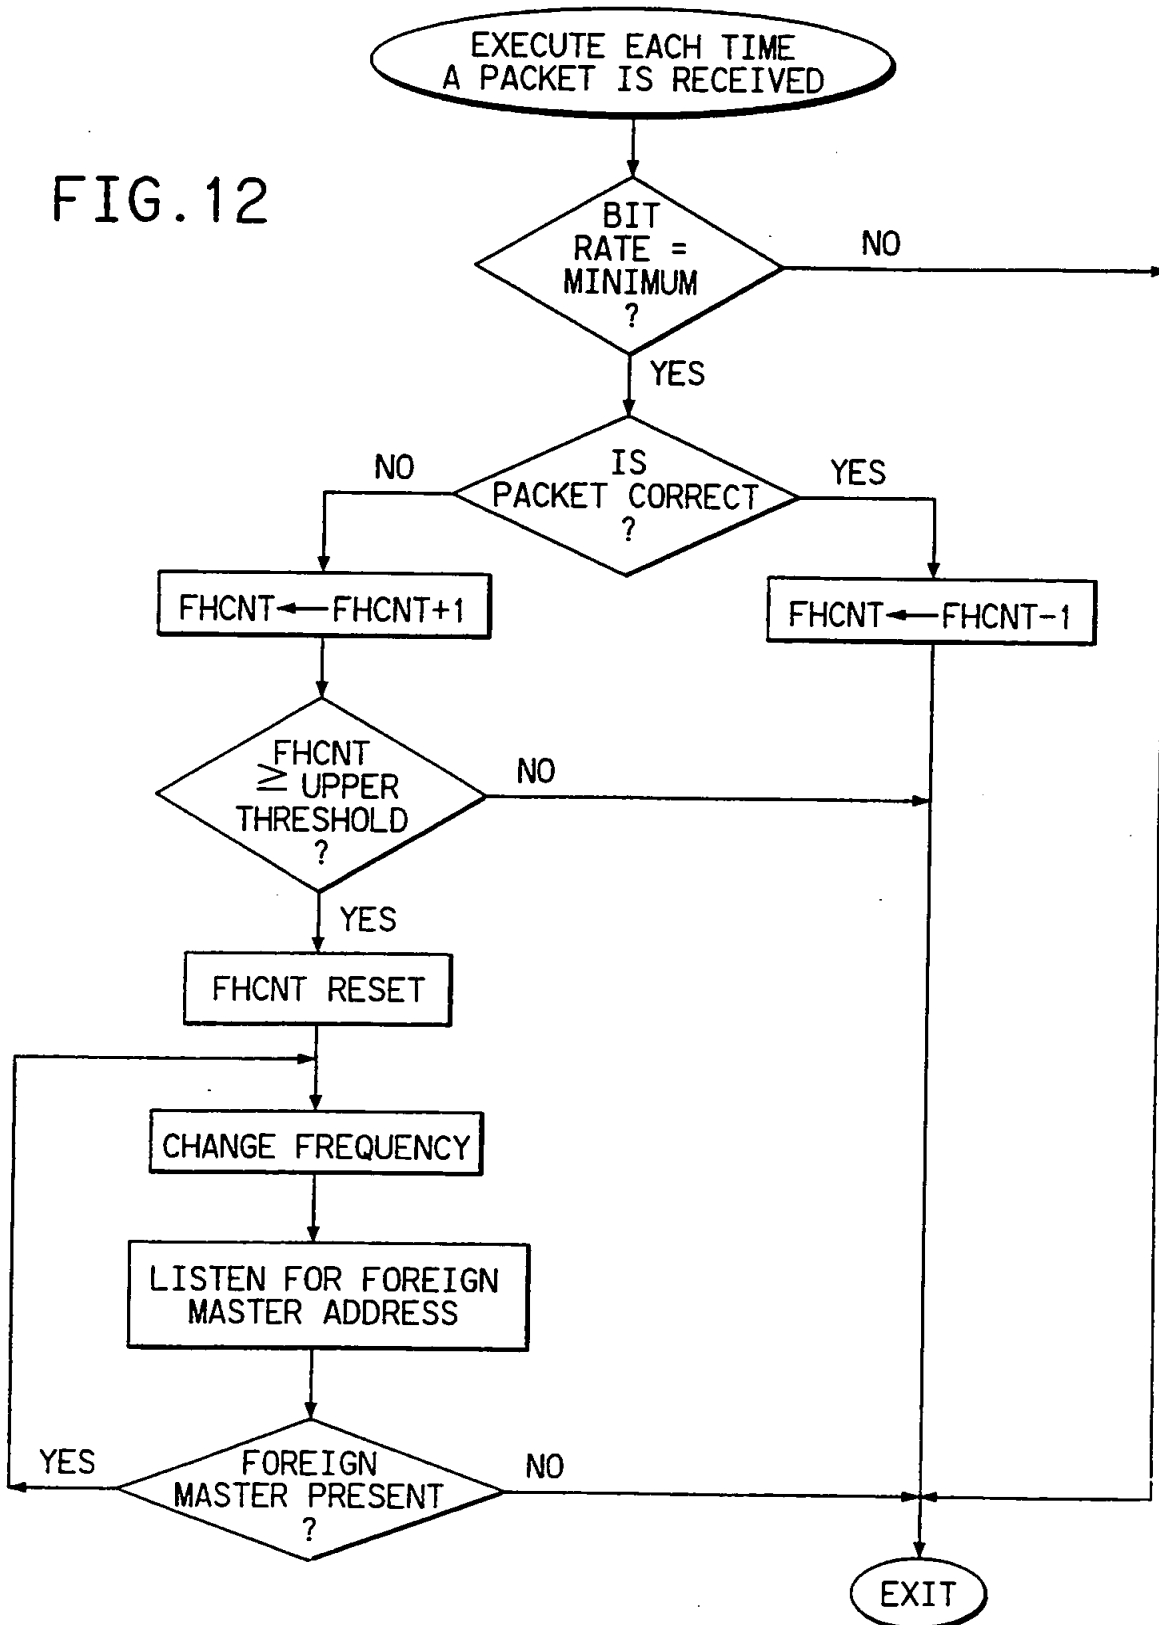 EXECUTE EACH TIME
A PACKET IS RECEIVED
FIG.12
BIT
RATE =
MINIMUM
?
NO
YES
IS
PACKET CORRECT
?
NO
YES
FHCNT←FHCNT+1
FHCNT←FHCNT-1
FHCNT
≥ UPPER
THRESHOLD
?
NO
YES
FHCNT RESET
CHANGE FREQUENCY
LISTEN FOR FOREIGN
MASTER ADDRESS
FOREIGN
MASTER PRESENT
?
YES
NO
EXIT